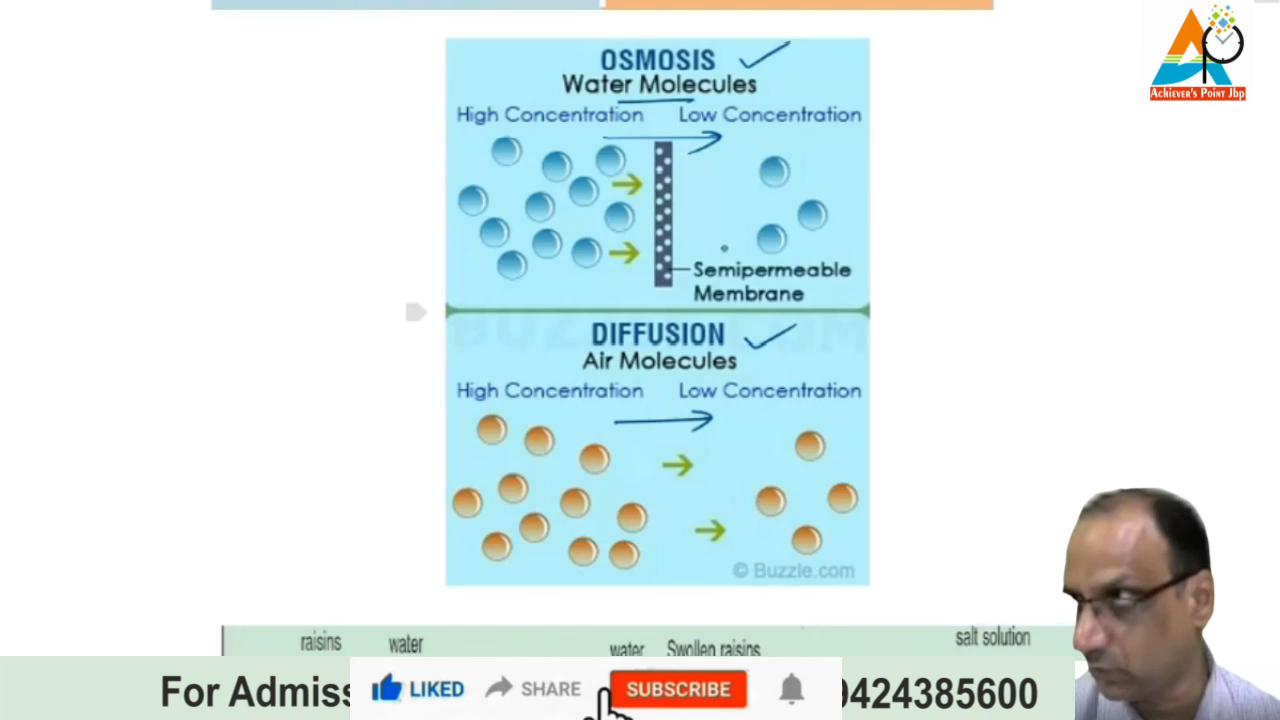 ACHIEVER'S POINT Jbp
OSMOSIS
Water Molecules
High Concentration Low Concentration
Semipermeable
Membrane
DIFFUSION
Air Molecules
High Concentration Low Concentration
© Buzzle.com
raisins water water Swollen raisins salt solution
For Admiss
LIKED SHARE SUBSCRIBE
9424385600